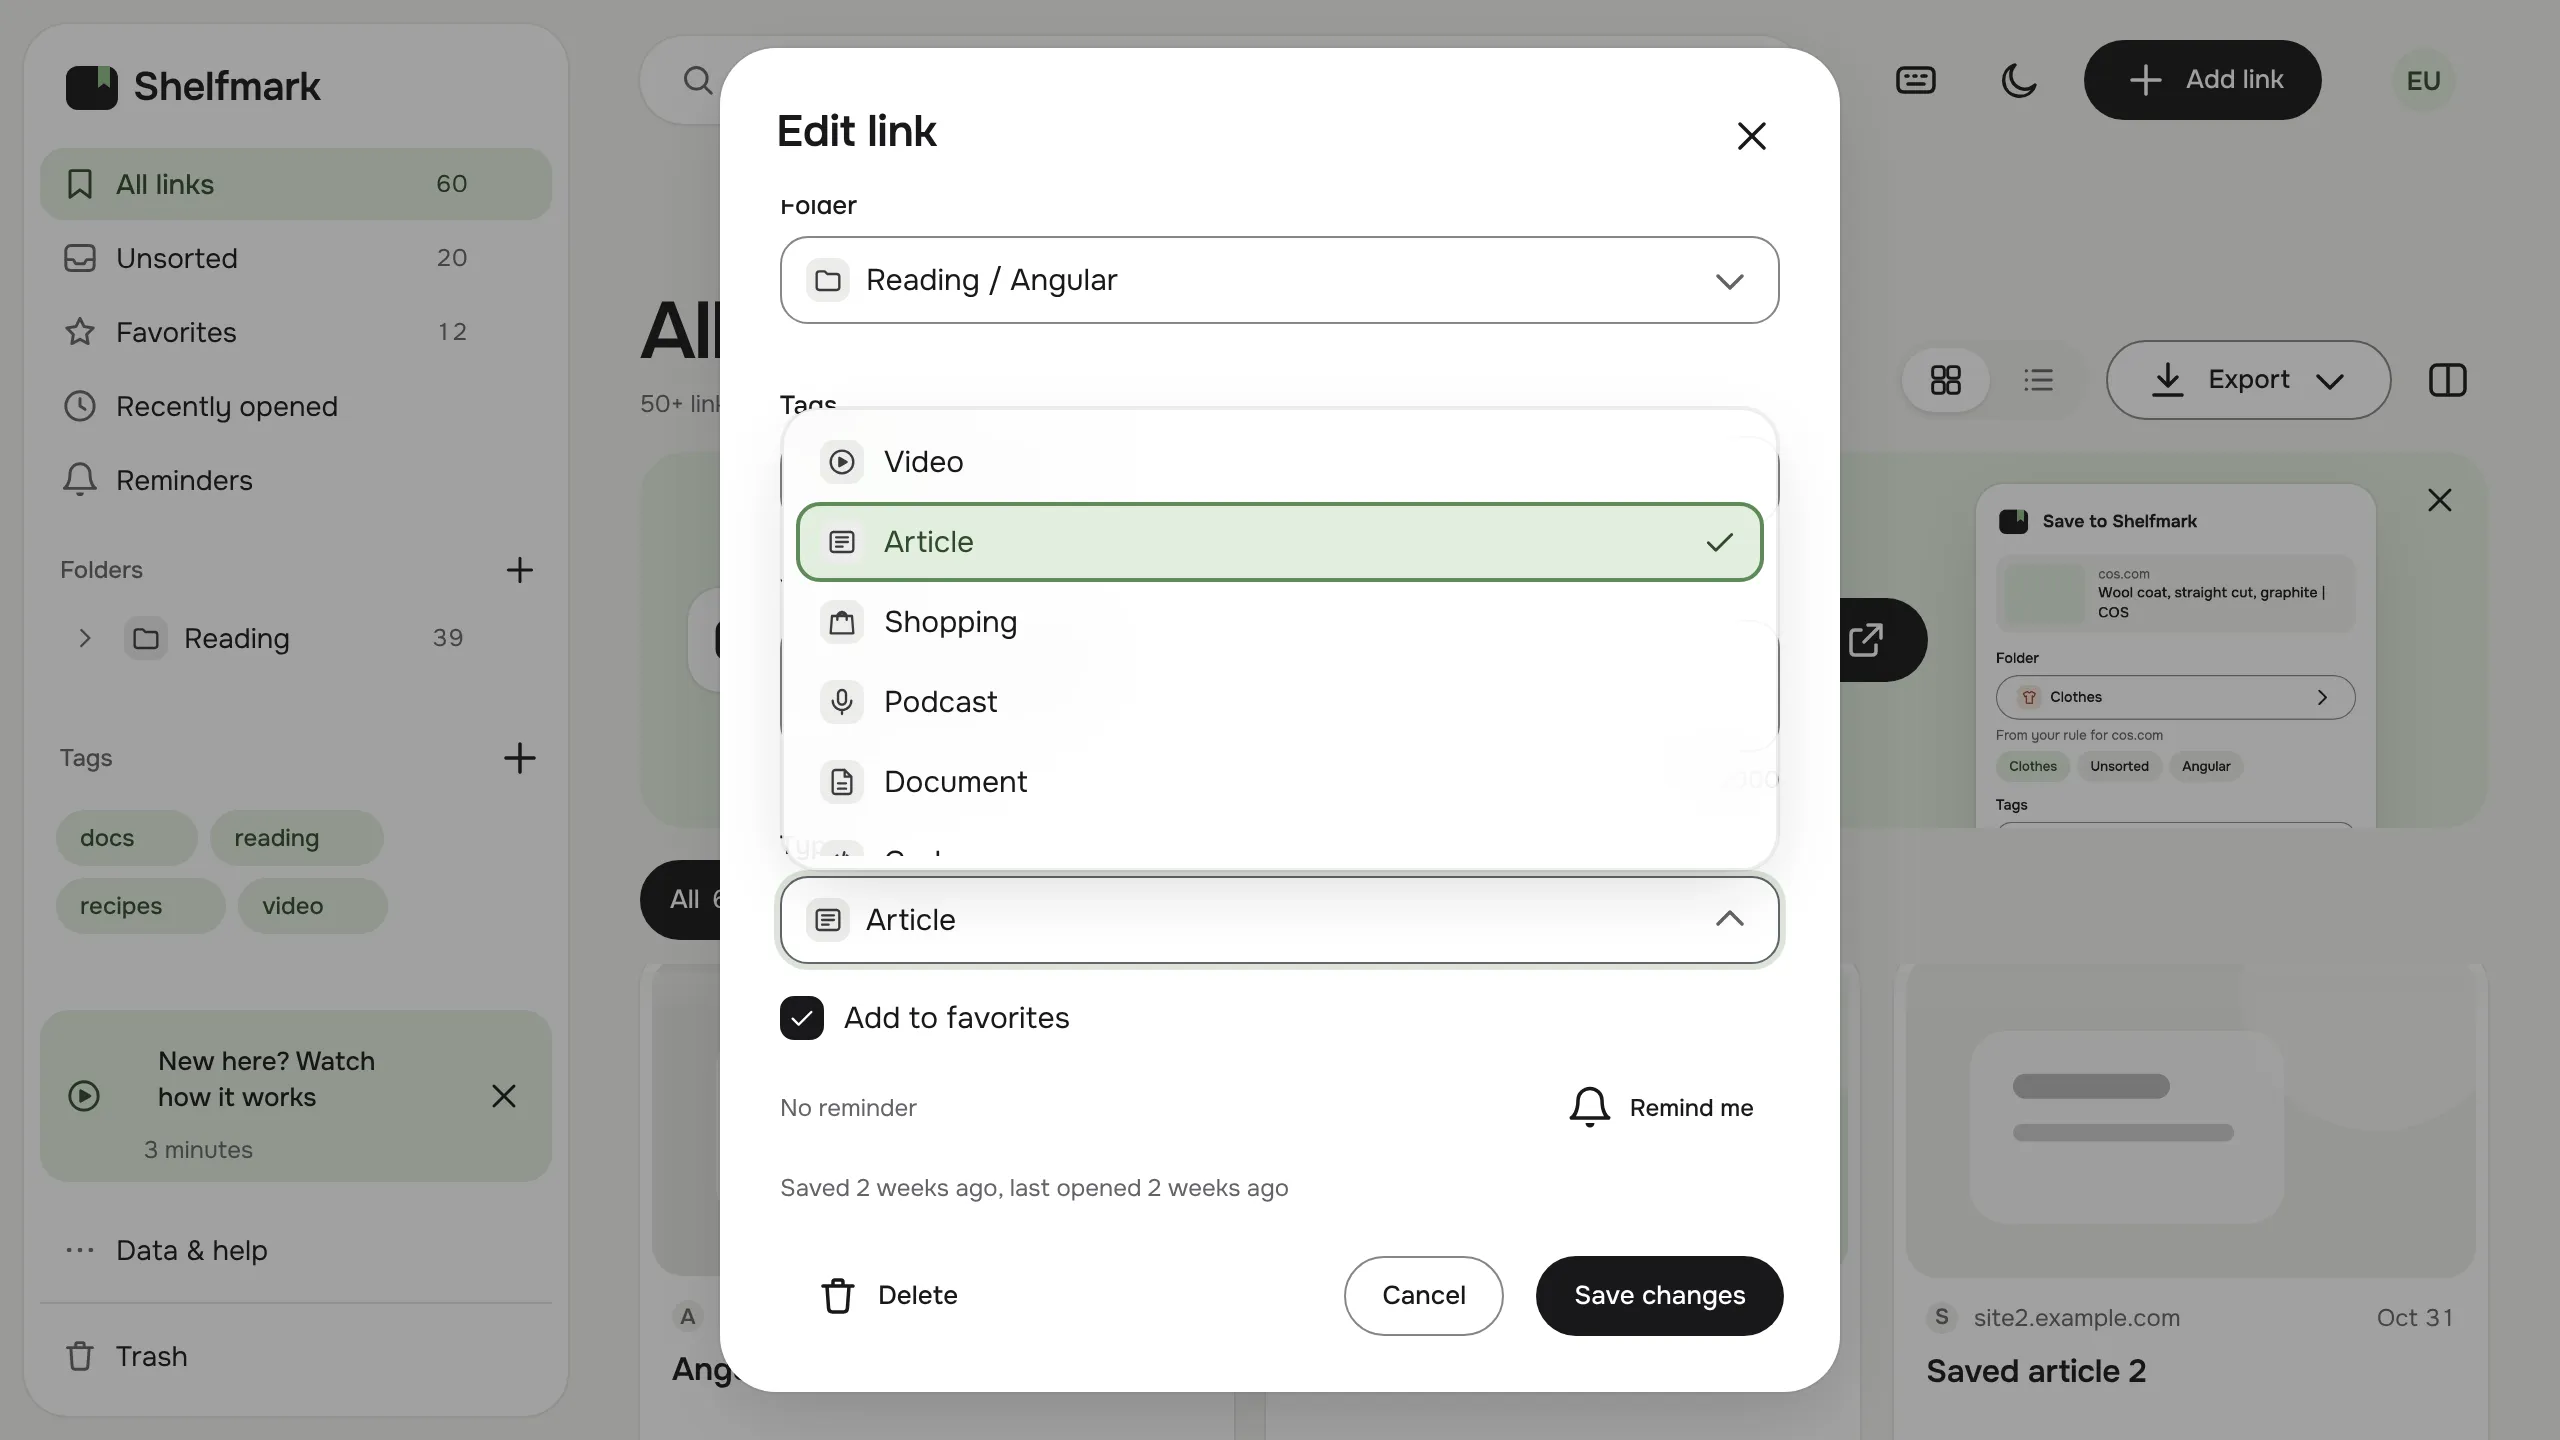 Shelfmark
All links 60
Unsorted 20
Favorites 12
Recently opened
Reminders
Folders
Reading 39
Tags
docs reading
recipes video
New here? Watch
how it works
3 minutes
Data & help
Trash
Add link
EU
All
50+
Export
Save to Shelfmark
cos.com
Wool coat, straight cut, graphite |
COS
Folder
Clothes
From your rule for cos.com
Clothes Unsorted Angular
Tags
All
A
S site2.example.com Oct 31
Saved article 2
Edit link
Folder
Reading / Angular
Tags
Video
Article
Shopping
Podcast
Document
Article
Add to favorites
No reminder
Remind me
Saved 2 weeks ago, last opened 2 weeks ago
Delete
Cancel
Save changes